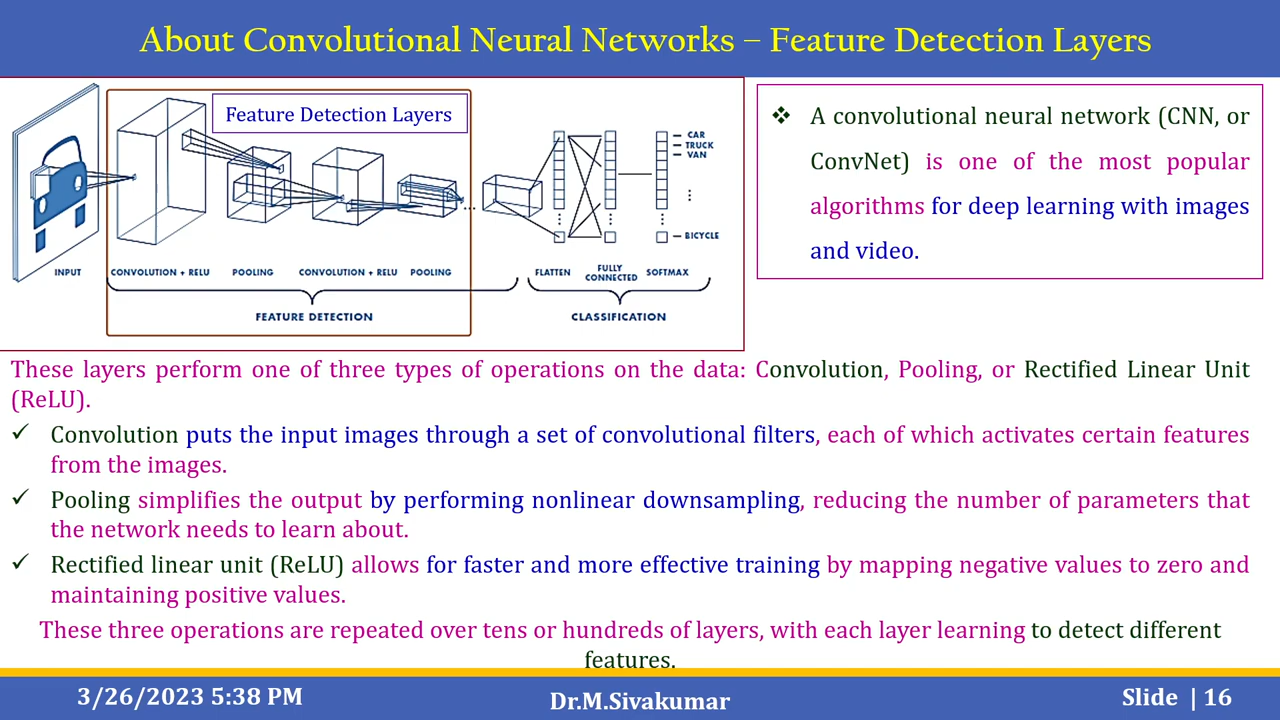 About Convolutional Neural Networks – Feature Detection Layers
Feature Detection Layers
CAR
TRUCK
VAN
BICYCLE
INPUT
CONVOLUTION + RELU
POOLING
CONVOLUTION + RELU
POOLING
FLATTEN
FULLY
CONNECTED
SOFTMAX
FEATURE DETECTION
CLASSIFICATION
❖ A convolutional neural network (CNN, or
ConvNet) is one of the most popular
algorithms for deep learning with images
and video.
These layers perform one of three types of operations on the data: Convolution, Pooling, or Rectified Linear Unit
(ReLU).
✓ Convolution puts the input images through a set of convolutional filters, each of which activates certain features
from the images.
✓ Pooling simplifies the output by performing nonlinear downsampling, reducing the number of parameters that
the network needs to learn about.
✓ Rectified linear unit (ReLU) allows for faster and more effective training by mapping negative values to zero and
maintaining positive values.
These three operations are repeated over tens or hundreds of layers, with each layer learning to detect different
features.
3/26/2023 5:38 PM
Dr.M.Sivakumar
Slide | 16